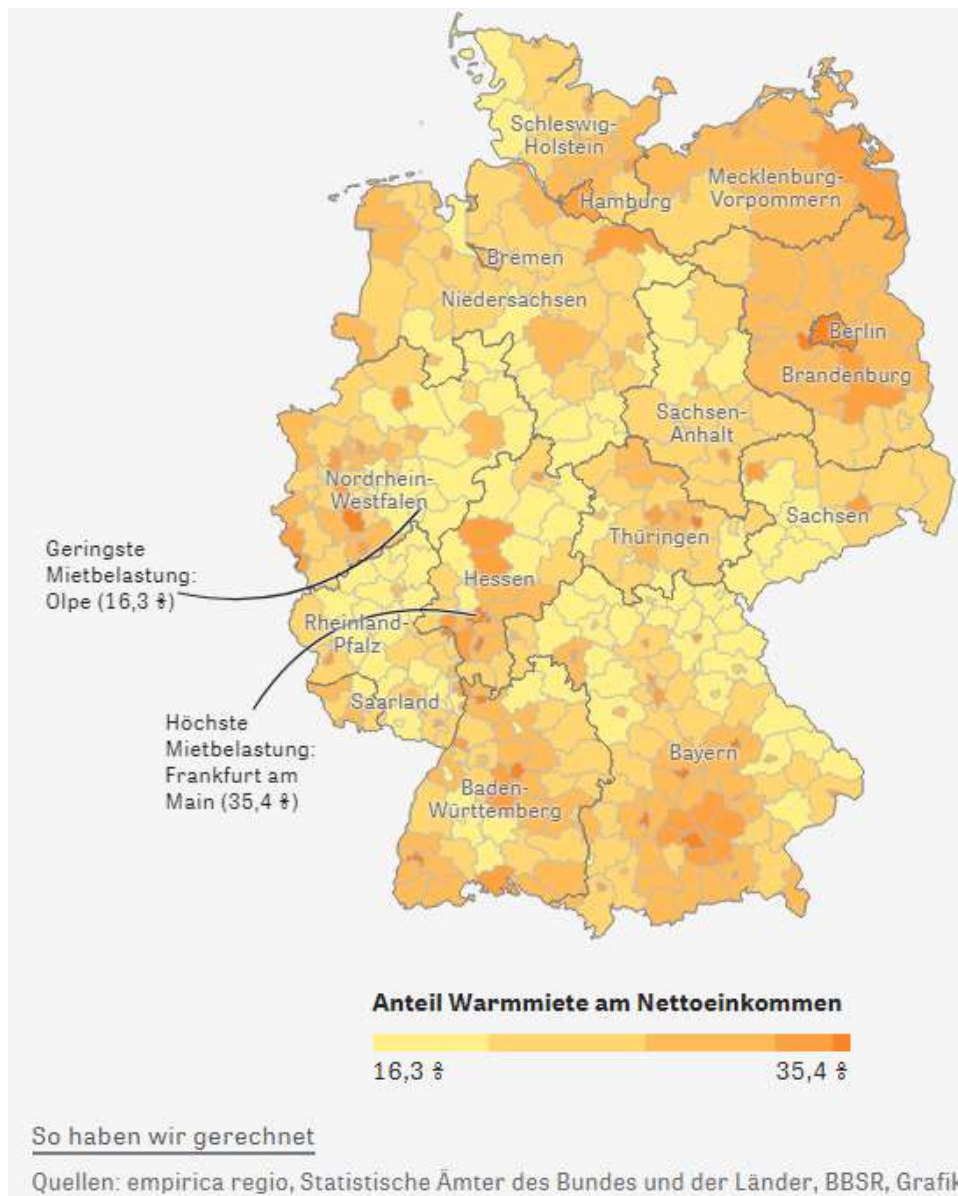 Schleswig-
Holstein
Mecklenburg-
Vorpommern
Hamburg
Bremen
Niedersachsen
Berlin
Brandenburg
Sachsen-
Anhalt
Nordrhein-
Westfalen
Sachsen
Thüringen
Geringste
Mietbelastung:
Olpe (16,3 %)
Hessen
Rheinland-
Pfalz
Saarland
Höchste
Mietbelastung:
Frankfurt am
Main (35,4 %)
Bayern
Baden-
Württemberg
Anteil Warmmiete am Nettoeinkommen
16,3 % 35,4 %
So haben wir gerechnet
Quellen: empirica regio, Statistische Ämter des Bundes und der Länder, BBSR, Grafik